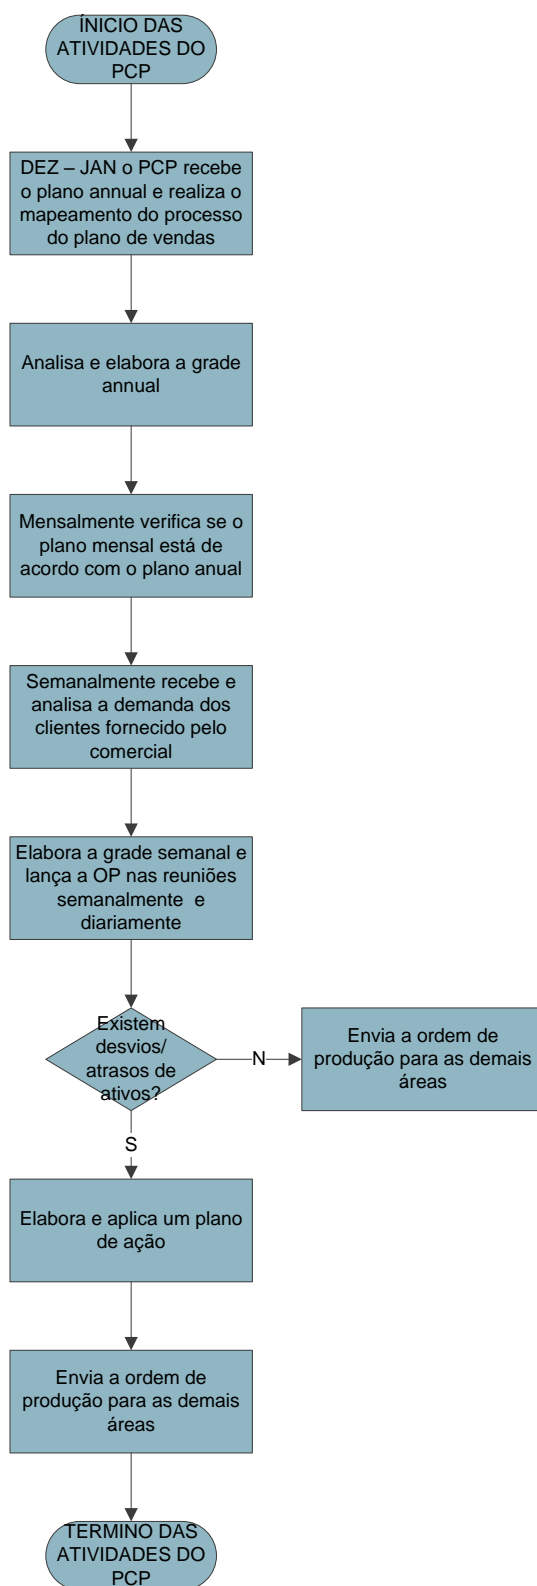 ÍNICIO DAS
ATIVIDADES DO
PCP
DEZ – JAN o PCP recebe
o plano annual e realiza o
mapeamento do processo
do plano de vendas
Analisa e elabora a grade
annual
Mensalmente verifica se o
plano mensal está de
acordo com o plano anual
Semanalmente recebe e
analisa a demanda dos
clientes fornecido pelo
comercial
Elabora a grade semanal e
lança a OP nas reuniões
semanalmente e
diariamente
Existem
desvios/
atrasos de
ativos?
N
Envia a ordem de
produção para as demais
áreas
S
Elabora e aplica um plano
de ação
Envia a ordem de
produção para as demais
áreas
TERMINO DAS
ATIVIDADES DO
PCP